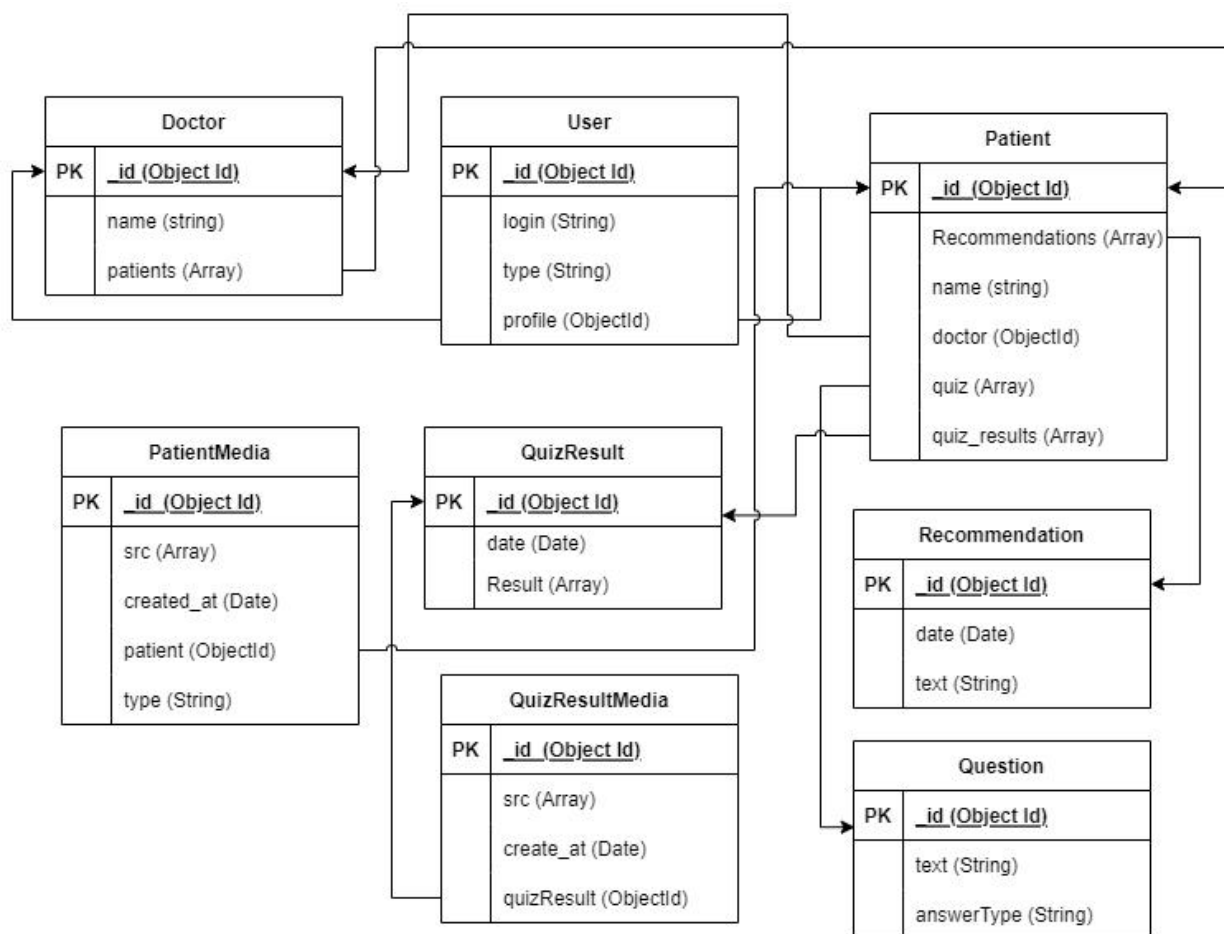 Doctor
PK _id (Object Id)
name (string)
patients (Array)
User
PK _id (Object Id)
login (String)
type (String)
profile (ObjectId)
Patient
PK _id (Object Id)
Recommendations (Array)
name (string)
doctor (ObjectId)
quiz (Array)
quiz_results (Array)
PatientMedia
PK _id (Object Id)
src (Array)
created_at (Date)
patient (ObjectId)
type (String)
QuizResult
PK _id (Object Id)
date (Date)
Result (Array)
Recommendation
PK _id (Object Id)
date (Date)
text (String)
QuizResultMedia
PK _id (Object Id)
src (Array)
create_at (Date)
quizResult (ObjectId)
Question
PK _id (Object Id)
text (String)
answerType (String)